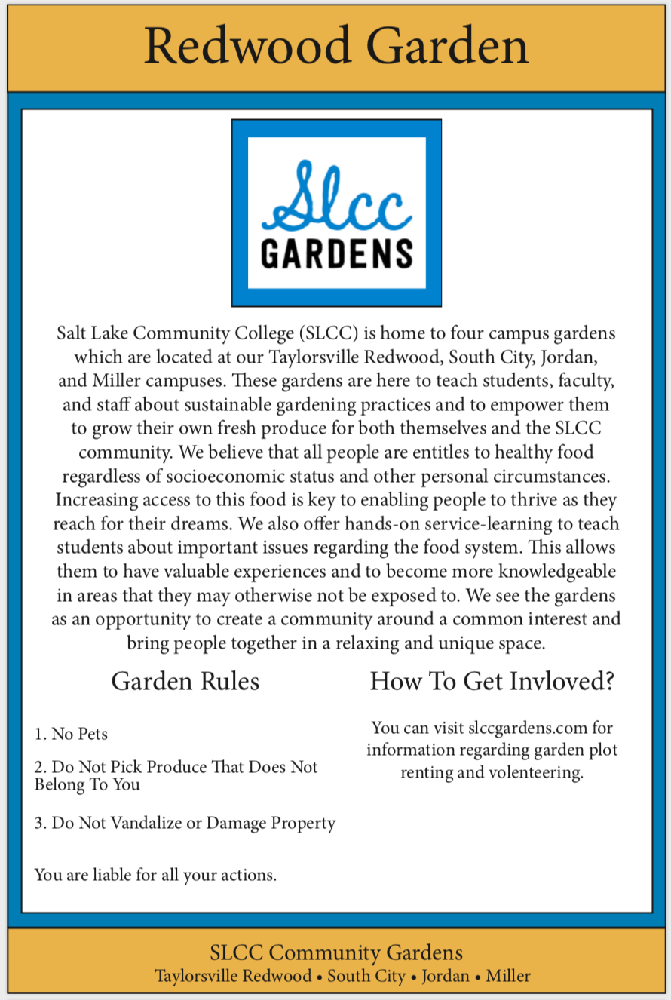 Redwood Garden
Slcc
GARDENS
Salt Lake Community College (SLCC) is home to four campus gardens
which are located at our Taylorsville Redwood, South City, Jordan,
and Miller campuses. These gardens are here to teach students, faculty,
and staff about sustainable gardening practices and to empower them
to grow their own fresh produce for both themselves and the SLCC
community. We believe that all people are entitles to healthy food
regardless of socioeconomic status and other personal circumstances.
Increasing access to this food is key to enabling people to thrive as they
reach for their dreams. We also offer hands-on service-learning to teach
students about important issues regarding the food system. This allows
them to have valuable experiences and to become more knowledgeable
in areas that they may otherwise not be exposed to. We see the gardens
as an opportunity to create a community around a common interest and
bring people together in a relaxing and unique space.
Garden Rules
1. No Pets
2. Do Not Pick Produce That Does Not
Belong To You
3. Do Not Vandalize or Damage Property
You are liable for all your actions.
How To Get Invloved?
You can visit slccgardens.com for
information regarding garden plot
renting and volenteering.
SLCC Community Gardens
Taylorsville Redwood • South City • Jordan • Miller